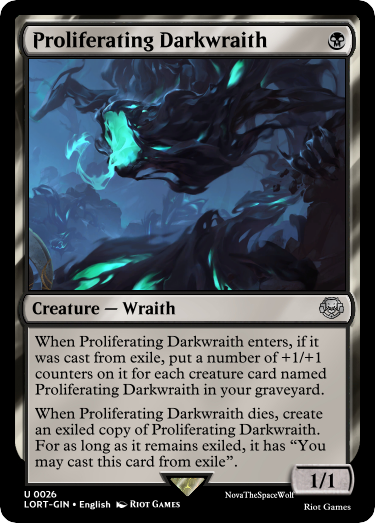 Proliferating Darkwraith
Creature — Wraith
When Proliferating Darkwraith enters, if it
was cast from exile, put a number of +1/+1
counters on it for each creature card named
Proliferating Darkwraith in your graveyard.
When Proliferating Darkwraith dies, create
an exiled copy of Proliferating Darkwraith.
For as long as it remains exiled, it has “You
may cast this card from exile”.
1/1
U 0026
LORT-GIN • English Riot Games
NovaTheSpaceWolf
Riot Games